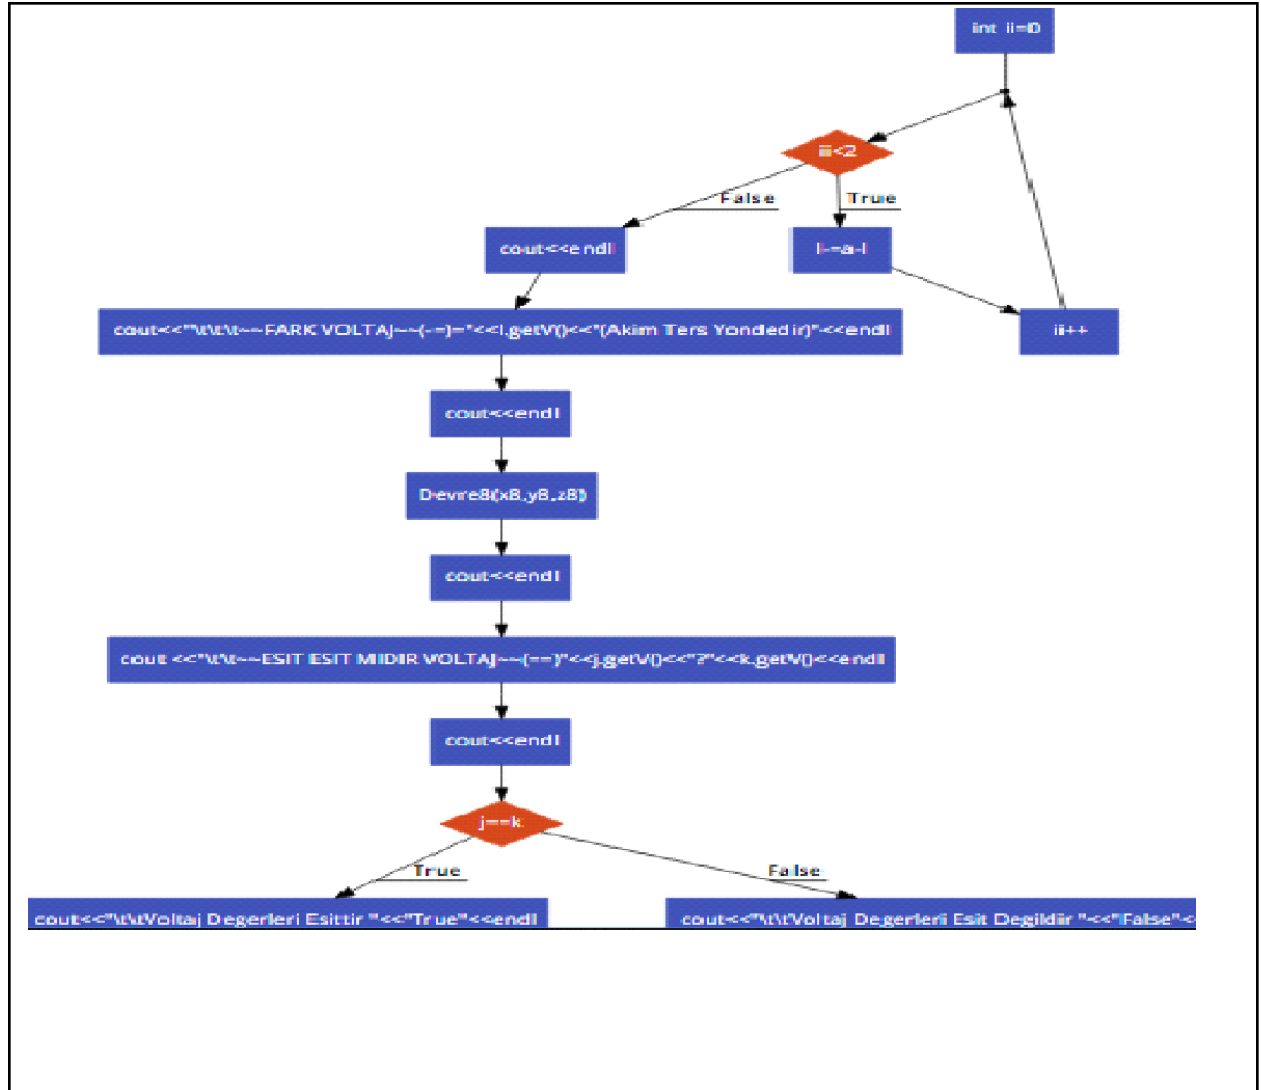 int ii=0
ii<2
False
True
cout<<endl
l-=a-l
cout<<"\t\t\t~~FARK VOLTAJ~~(-=)="<<l.getV()<<"(Akim Ters Yondedir)"<<endl
ii++
cout<<endl
Devre8(x8,y8,z8)
cout<<endl
cout <<"\t\t~~ESIT ESIT MIDIR VOLTAJ~~(==)"<<j.getV()<<"?"<<k.getV()<<endl
cout<<endl
j==k
True
False
cout<<"\t\tVoltaj Degerleri Esittir "<<"True"<<endl
cout<<"\t\tVoltaj Degerleri Esit Degildir "<<"False"<<